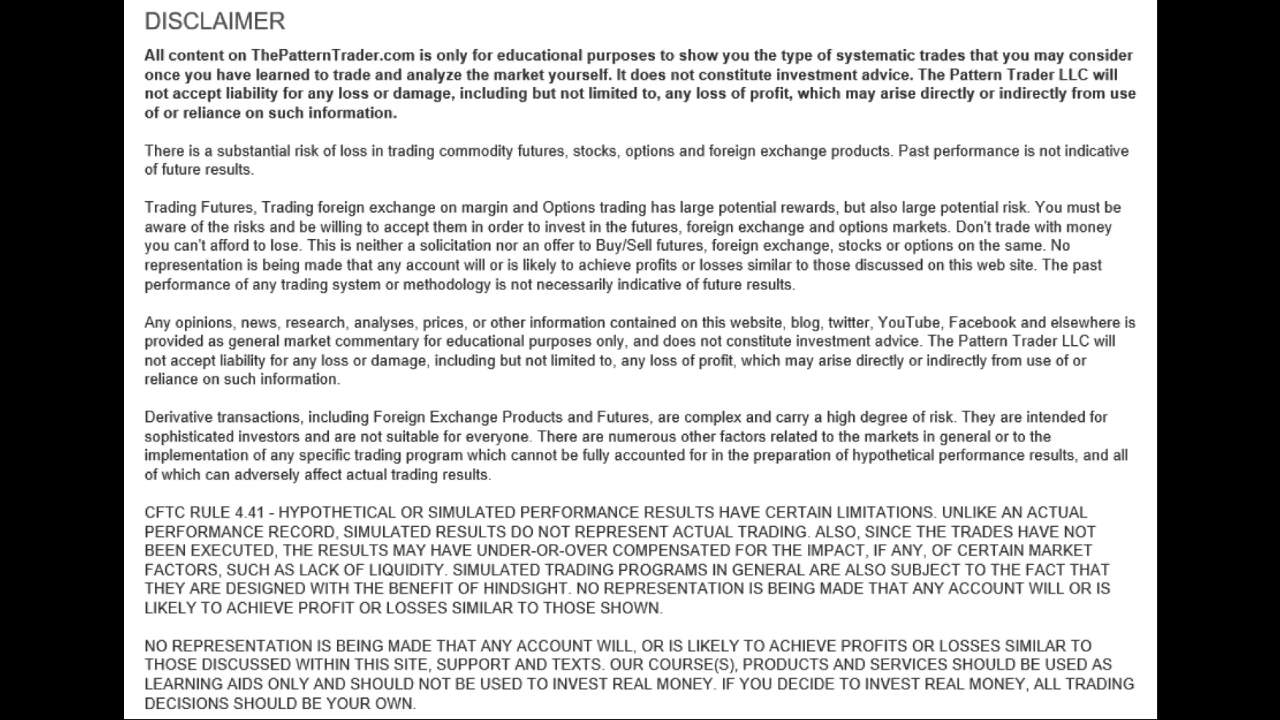 DISCLAIMER
All content on ThePatternTrader.com is only for educational purposes to show you the type of systematic trades that you may consider
once you have learned to trade and analyze the market yourself. It does not constitute investment advice. The Pattern Trader LLC will
not accept liability for any loss or damage, including but not limited to, any loss of profit, which may arise directly or indirectly from use
of or reliance on such information.
There is a substantial risk of loss in trading commodity futures, stocks, options and foreign exchange products. Past performance is not indicative
of future results.
Trading Futures, Trading foreign exchange on margin and Options trading has large potential rewards, but also large potential risk. You must be
aware of the risks and be willing to accept them in order to invest in the futures, foreign exchange and options markets. Don't trade with money
you can't afford to lose. This is neither a solicitation nor an offer to Buy/Sell futures, foreign exchange, stocks or options on the same. No
representation is being made that any account will or is likely to achieve profits or losses similar to those discussed on this web site. The past
performance of any trading system or methodology is not necessarily indicative of future results.
Any opinions, news, research, analyses, prices, or other information contained on this website, blog, twitter, YouTube, Facebook and elsewhere is
provided as general market commentary for educational purposes only, and does not constitute investment advice. The Pattern Trader LLC will
not accept liability for any loss or damage, including but not limited to, any loss of profit, which may arise directly or indirectly from use of or
reliance on such information.
Derivative transactions, including Foreign Exchange Products and Futures, are complex and carry a high degree of risk. They are intended for
sophisticated investors and are not suitable for everyone. There are numerous other factors related to the markets in general or to the
implementation of any specific trading program which cannot be fully accounted for in the preparation of hypothetical performance results, and all
of which can adversely affect actual trading results.
CFTC RULE 4.41 - HYPOTHETICAL OR SIMULATED PERFORMANCE RESULTS HAVE CERTAIN LIMITATIONS. UNLIKE AN ACTUAL
PERFORMANCE RECORD, SIMULATED RESULTS DO NOT REPRESENT ACTUAL TRADING. ALSO, SINCE THE TRADES HAVE NOT
BEEN EXECUTED, THE RESULTS MAY HAVE UNDER-OR-OVER COMPENSATED FOR THE IMPACT, IF ANY, OF CERTAIN MARKET
FACTORS, SUCH AS LACK OF LIQUIDITY. SIMULATED TRADING PROGRAMS IN GENERAL ARE ALSO SUBJECT TO THE FACT THAT
THEY ARE DESIGNED WITH THE BENEFIT OF HINDSIGHT. NO REPRESENTATION IS BEING MADE THAT ANY ACCOUNT WILL OR IS
LIKELY TO ACHIEVE PROFIT OR LOSSES SIMILAR TO THOSE SHOWN.
NO REPRESENTATION IS BEING MADE THAT ANY ACCOUNT WILL, OR IS LIKELY TO ACHIEVE PROFITS OR LOSSES SIMILAR TO
THOSE DISCUSSED WITHIN THIS SITE, SUPPORT AND TEXTS. OUR COURSE(S), PRODUCTS AND SERVICES SHOULD BE USED AS
LEARNING AIDS ONLY AND SHOULD NOT BE USED TO INVEST REAL MONEY. IF YOU DECIDE TO INVEST REAL MONEY, ALL TRADING
DECISIONS SHOULD BE YOUR OWN.